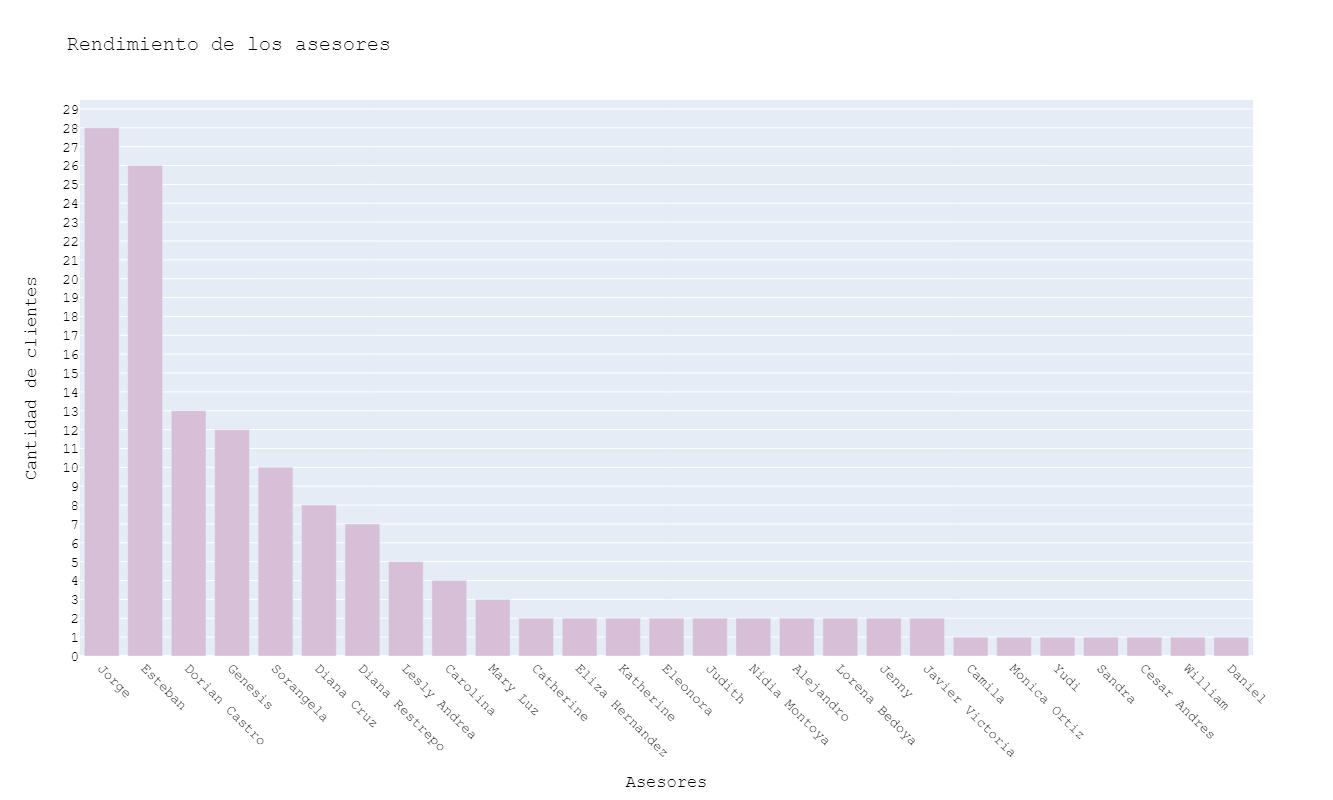 Rendimiento de los asesores
Cantidad de clientes
29
28
27
26
25
24
23
22
21
20
19
18
17
16
15
14
13
12
11
10
9
8
7
6
5
4
3
2
1
0
Jorge
Esteban
Dorian Castro
Genesis
Sorangela
Diana Cruz
Diana Restrepo
Lesly Andrea
Carolina
Mary Luz
Catherine
Eliza Hernandez
Katherine
Eleonora
Judith
Nidia Montoya
Alejandro
Lorena Bedoya
Jenny
Javier Victoria
Camila
Monica Ortiz
Yudi
Sandra
Cesar Andres
William
Daniel
Asesores